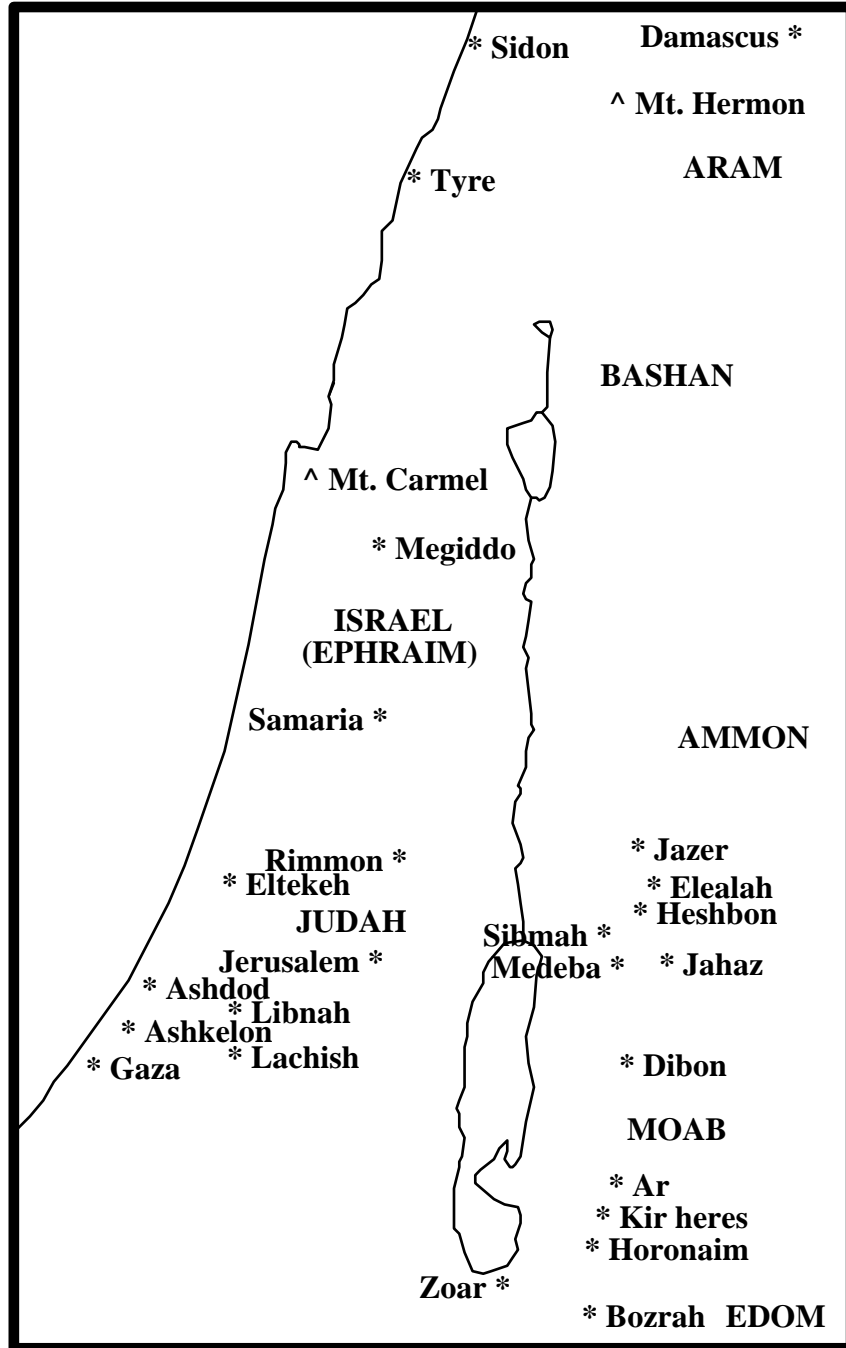 * Sidon
Damascus *
^ Mt. Hermon
ARAM
* Tyre
BASHAN
^ Mt. Carmel
* Megiddo
ISRAEL
(EPHRAIM)
Samaria *
AMMON
Rimmon *
* Jazer
* Eltekeh
* Elealah
* Heshbon
JUDAH
Sibmah *
Jerusalem *
Medeba *
* Jahaz
* Ashdod
* Libnah
* Ashkelon
* Lachish
* Gaza
* Dibon
MOAB
* Ar
* Kir heres
* Horonaim
Zoar *
* Bozrah EDOM